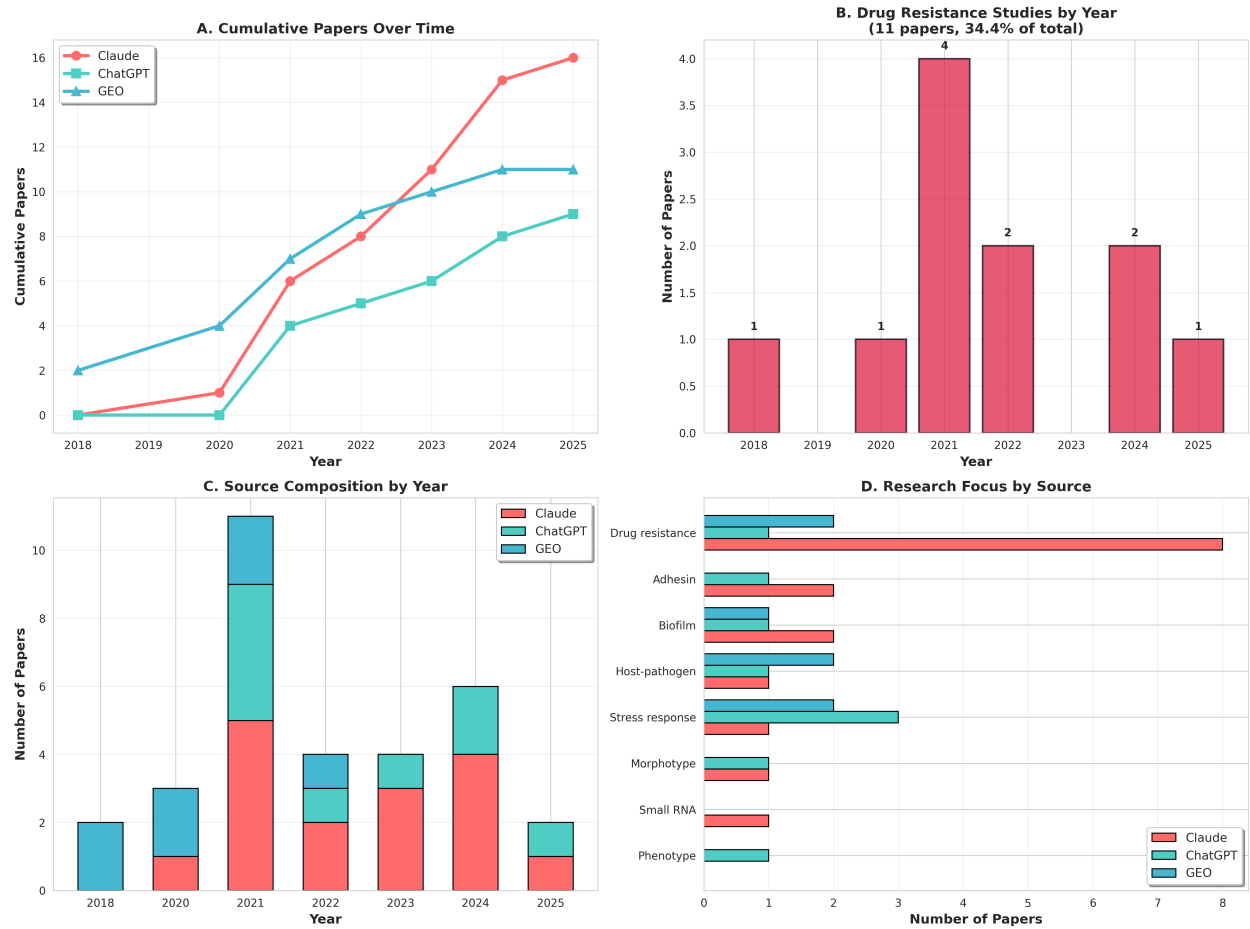 A. Cumulative Papers Over Time
Claude
ChatGPT
GEO
Cumulative Papers
16
14
12
10
8
6
4
2
0
2018 2019 2020 2021 2022 2023 2024 2025
Year
B. Drug Resistance Studies by Year
(11 papers, 34.4% of total)
Number of Papers
4.0
3.5
3.0
2.5
2.0
1.5
1.0
0.5
0.0
1
1
4
2
2
1
2018 2019 2020 2021 2022 2023 2024 2025
Year
C. Source Composition by Year
Claude
ChatGPT
GEO
Number of Papers
10
8
6
4
2
0
2018 2020 2021 2022 2023 2024 2025
Year
D. Research Focus by Source
Drug resistance
Adhesin
Biofilm
Host-pathogen
Stress response
Morphotype
Small RNA
Phenotype
Claude
ChatGPT
GEO
0 1 2 3 4 5 6 7 8
Number of Papers